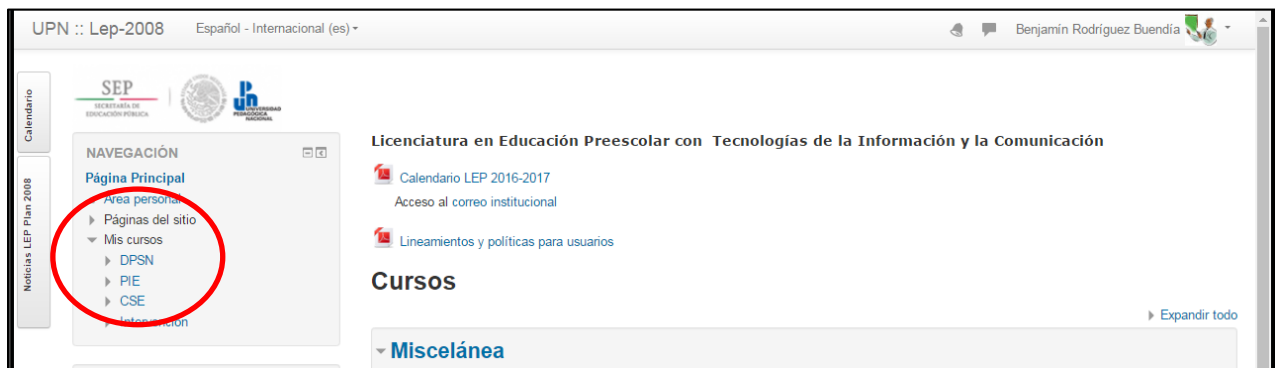 UPN :: Lep-2008
Español - Internacional (es)
Benjamín Rodríguez Buendía
Calendario
Noticias LEP Plan 2008
SEP
SECRETARÍA DE
EDUCACIÓN PÚBLICA
UNIVERSIDAD
PEDAGÓGICA
NACIONAL
NAVEGACIÓN
Página Principal
Área personal
Páginas del sitio
Mis cursos
DPSN
PIE
CSE
Intervención
Licenciatura en Educación Preescolar con Tecnologías de la Información y la Comunicación
Calendario LEP 2016-2017
Acceso al correo institucional
Lineamientos y políticas para usuarios
Cursos
Expandir todo
Miscelánea